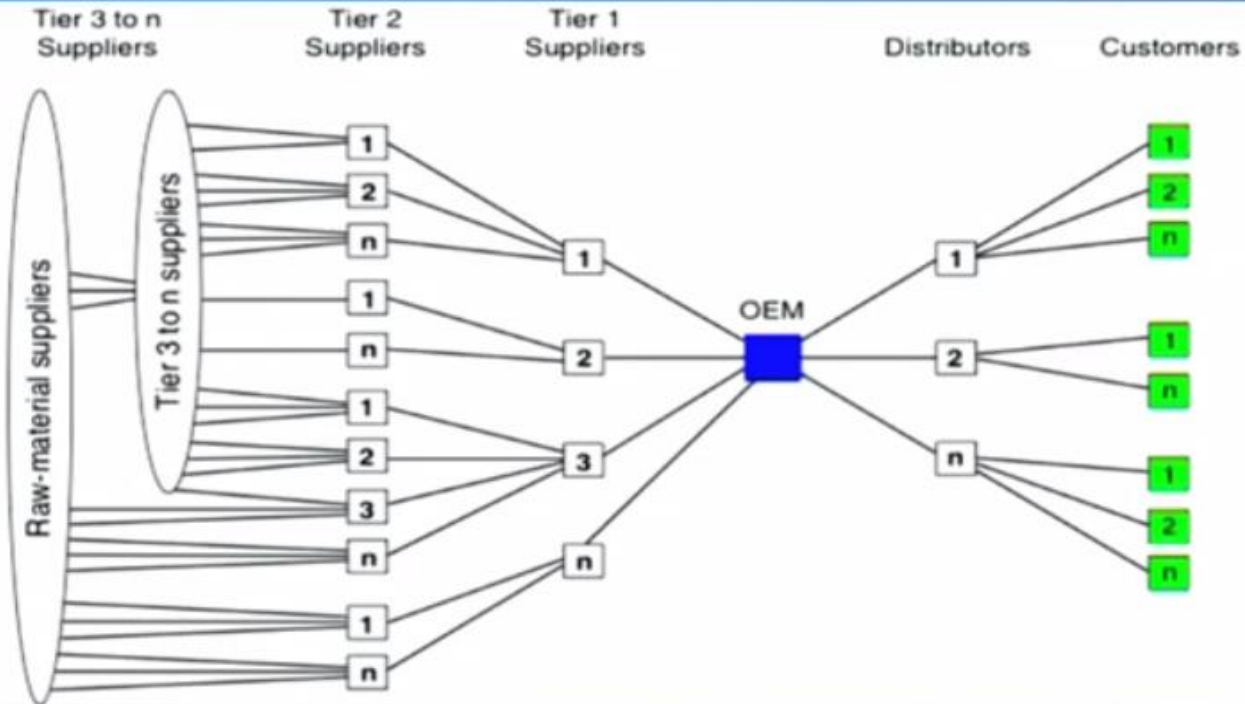 Tier 3 to n
Suppliers
Tier 2
Suppliers
Tier 1
Suppliers
Distributors
Customers
Raw-material suppliers
Tier 3 to n suppliers
1
2
n
1
n
1
2
3
n
1
n
1
2
3
n
OEM
1
2
n
1
2
n
1
n
1
2
n